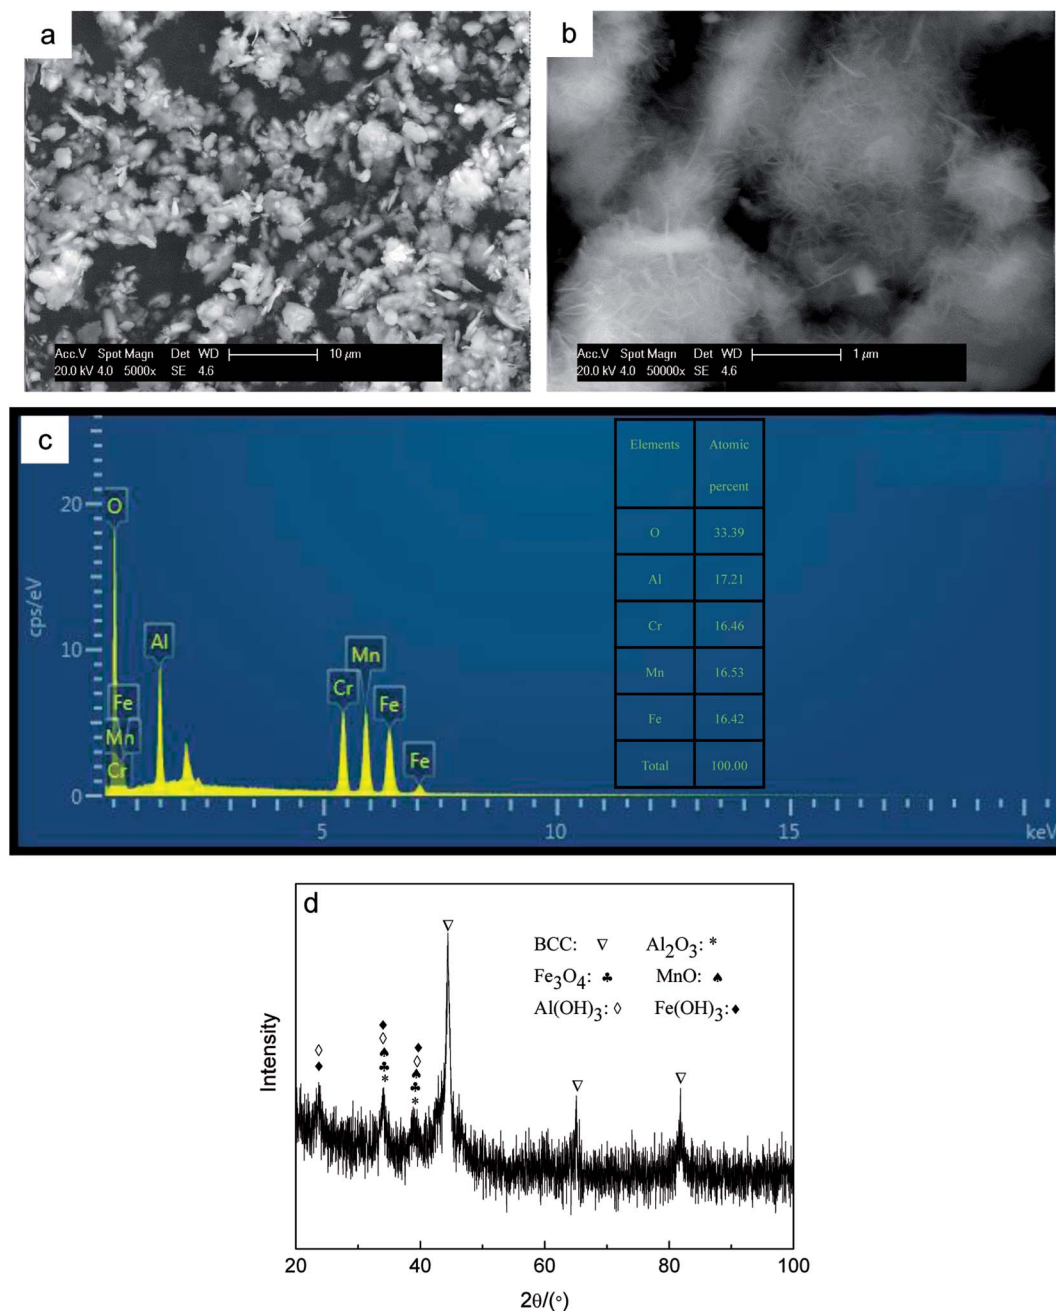 a
Acc.V Spot Magn Det WD 10 μm
20.0 kV 4.0 5000x SE 4.6
b
Acc.V Spot Magn Det WD 1 μm
20.0 kV 4.0 50000x SE 4.6
c
cps/eV
20
10
0
O
Fe
Mn
Cr
Al
Cr
Mn
Fe
Fe
5
10
15
keV
Elements Atomic percent
O 33.39
Al 17.21
Cr 16.46
Mn 16.53
Fe 16.42
Total 100.00
d
BCC: ▽ Al2O3: *
Fe3O4: ♣ MnO: ♠
Al(OH)3: ◊ Fe(OH)3: ♦
Intensity
20 40 60 80 100
2θ/(°)